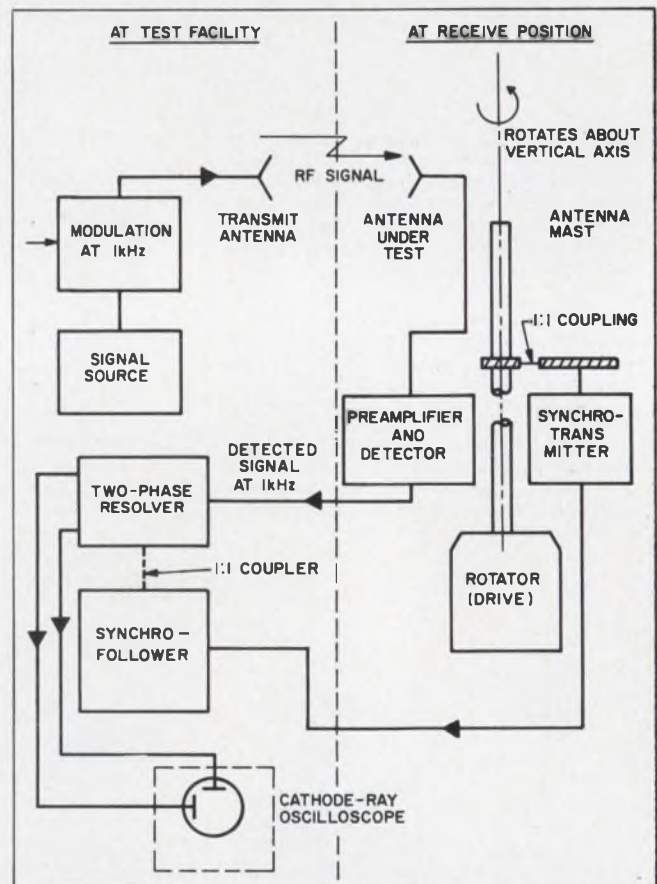 AT TEST FACILITY
AT RECEIVE POSITION
ROTATES ABOUT
VERTICAL AXIS
RF SIGNAL
MODULATION
AT 1kHz
TRANSMIT
ANTENNA
ANTENNA
UNDER
TEST
ANTENNA
MAST
1:1 COUPLING
SIGNAL
SOURCE
PREAMPLIFIER
AND
DETECTOR
SYNCHRO-
TRANS
MITTER
DETECTED
SIGNAL
AT 1kHz
TWO-PHASE
RESOLVER
1:1 COUPLER
ROTATOR
(DRIVE)
SYNCHRO-
FOLLOWER
CATHODE-RAY
OSCILLOSCOPE